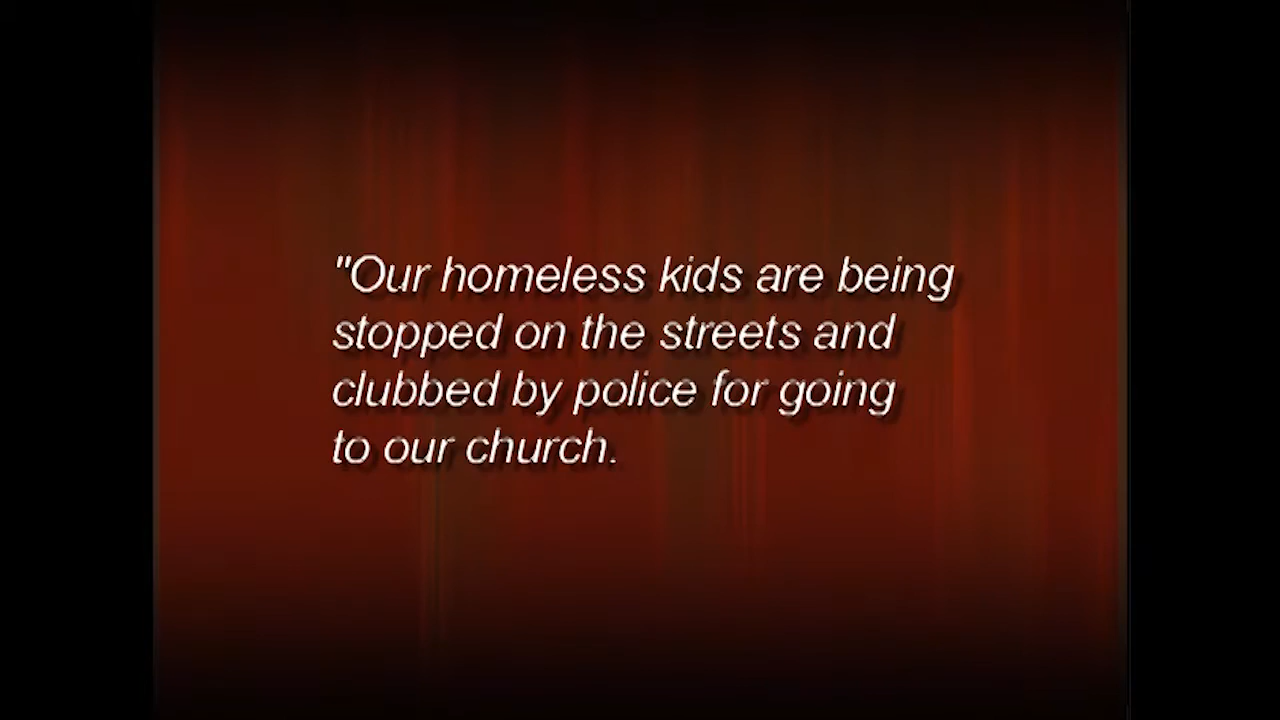 "Our homeless kids are being
stopped on the streets and
clubbed by police for going
to our church.